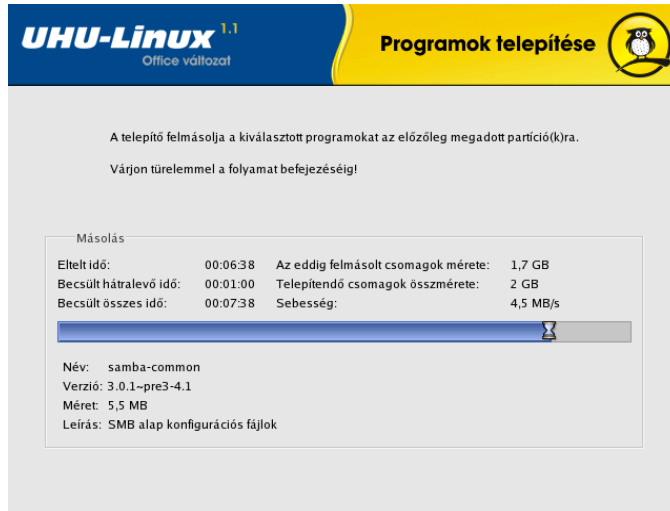 UHU-Linux 1.1
Office változat
Programok telepítése
A telepítő felmásolja a kiválasztott programokat az előzőleg megadott partíció(k)ra.
Várjon türelemmel a folyamat befejezéséig!
Másolás
Eltelt idő: 00:06:38 Az eddig felmásolt csomagok mérete: 1,7 GB
Becsült hátralevő idő: 00:01:00 Telepítendő csomagok összmérete: 2 GB
Becsült összes idő: 00:07:38 Sebesség: 4,5 MB/s
Név: samba-common
Verzió: 3.0.1~pre3-4.1
Méret: 5,5 MB
Leírás: SMB alap konfigurációs fájlok